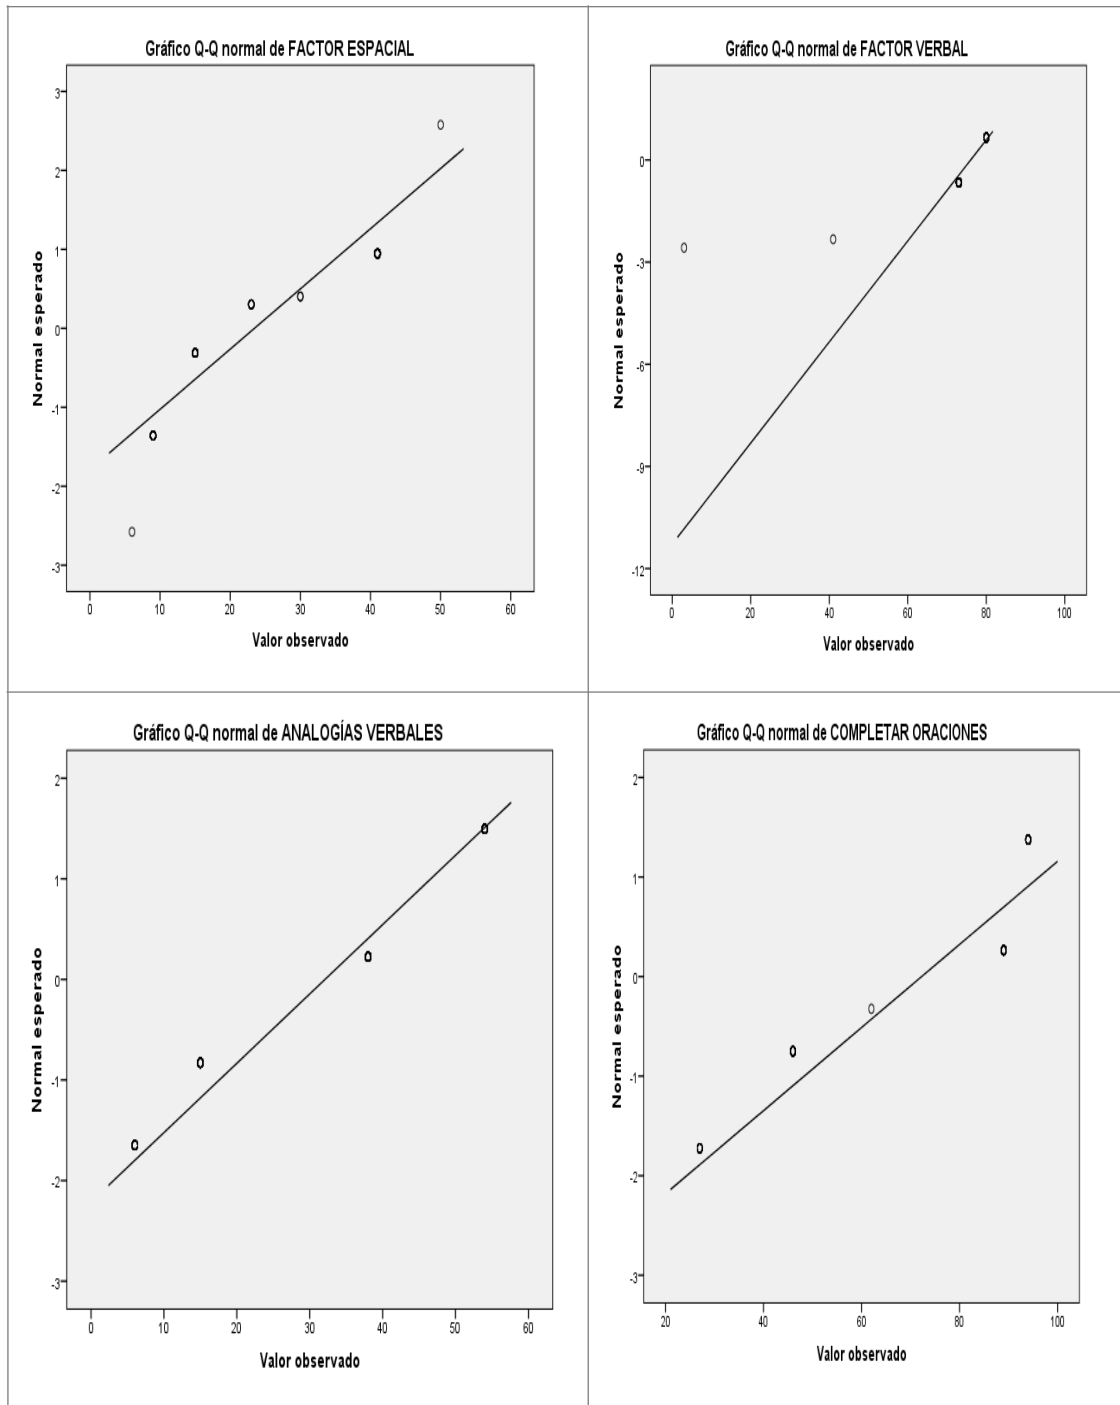 Gráfico Q-Q normal de FACTOR ESPACIAL
3
2
1
0
-1
-2
-3
Normal esperado
0 10 20 30 40 50 60
Valor observado
Gráfico Q-Q normal de FACTOR VERBAL
0
-3
-6
-9
-12
Normal esperado
0 20 40 60 80 100
Valor observado
Gráfico Q-Q normal de ANALOGÍAS VERBALES
2
1
0
-1
-2
-3
Normal esperado
0 10 20 30 40 50 60
Valor observado
Gráfico Q-Q normal de COMPLETAR ORACIONES
2
1
0
-1
-2
-3
Normal esperado
20 40 60 80 100
Valor observado